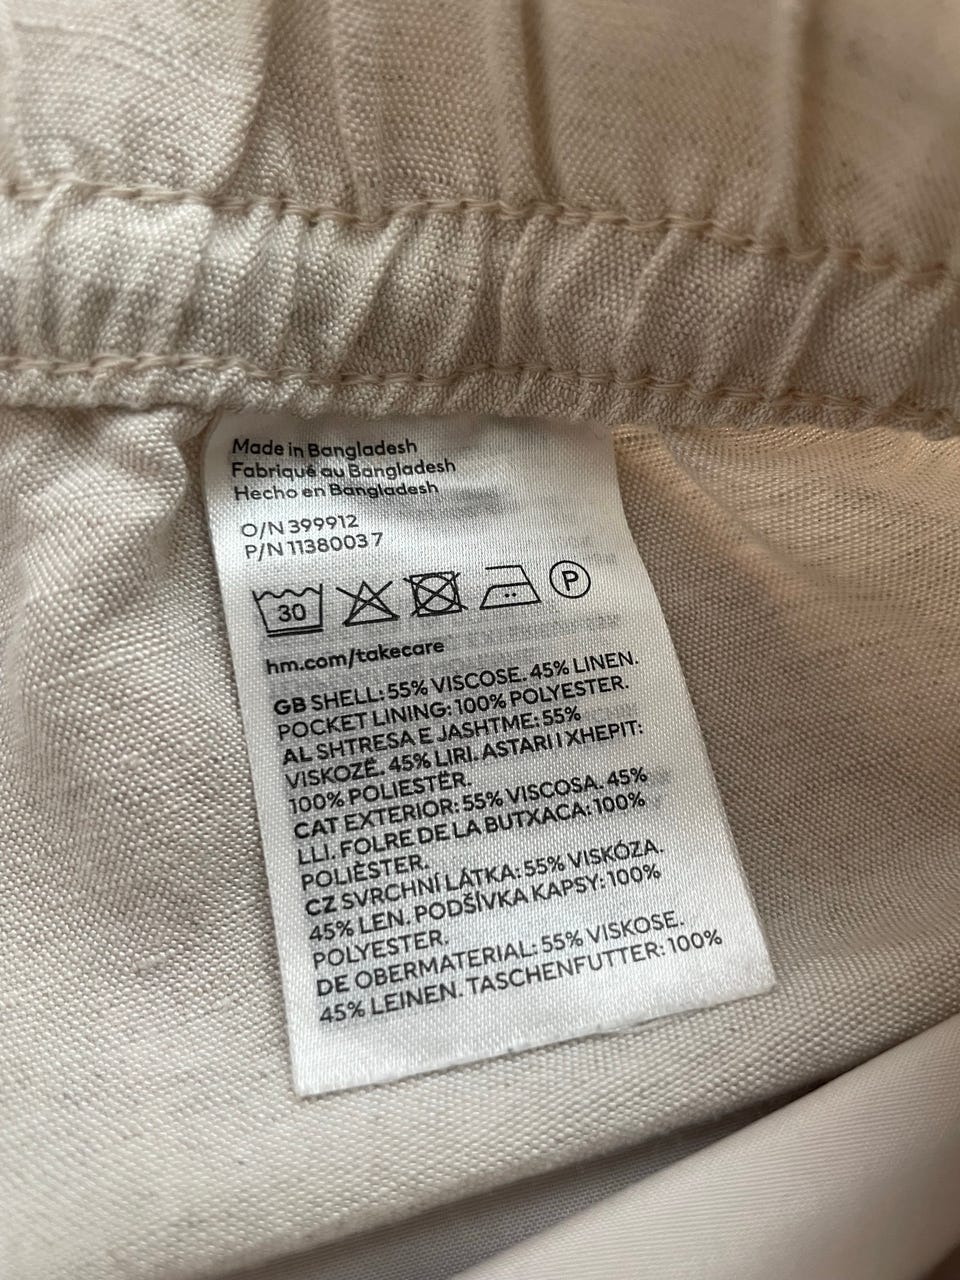 Made in Bangladesh
Fabriqué au Bangladesh
Hecho en Bangladesh
O/N 399912
P/N 1138003 7
30
P
hm.com/takecare
GB SHELL: 55% VISCOSE. 45% LINEN.
POCKET LINING: 100% POLYESTER.
AL SHTRESA E JASHTME: 55%
VISKOZË. 45% LIRI. ASTARI I XHEPIT:
100% POLIESTËR.
CAT EXTERIOR: 55% VISCOSA. 45%
LLI. FOLRE DE LA BUTXACA: 100%
POLIÈSTER.
CZ SVRCHNÍ LÁTKA: 55% VISKÓZA.
45% LEN. PODŠÍVKA KAPSY: 100%
POLYESTER.
DE OBERMATERIAL: 55% VISKOSE.
45% LEINEN. TASCHENFUTTER: 100%